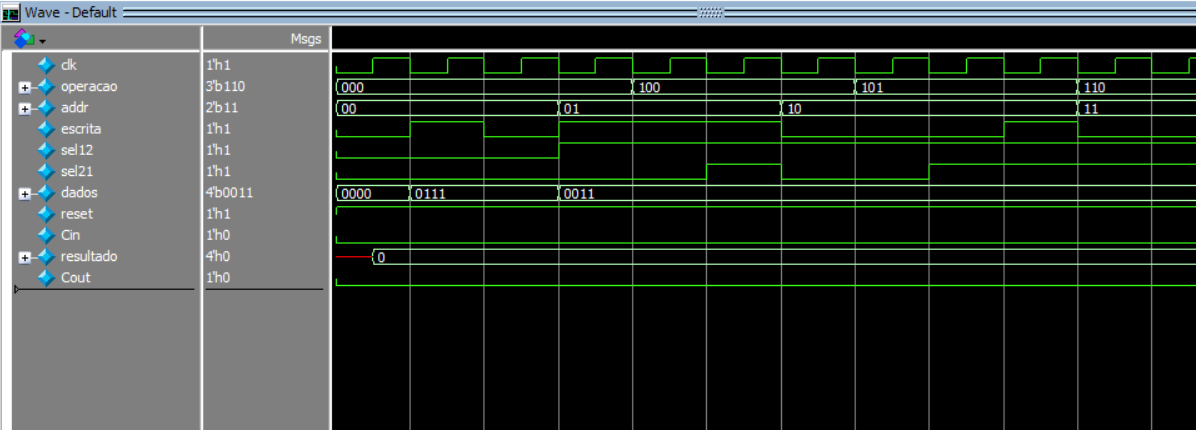 Wave - Default
Msgs
clk 1'h1
operacao 3'b110 000 100 101 110
addr 2'b11 00 01 10 11
escrita 1'h1
sel12 1'h1
sel21 1'h1
dados 4'b0011 0000 0111 0011
reset 1'h1
Cin 1'h0
resultado 4'h0 0
Cout 1'h0